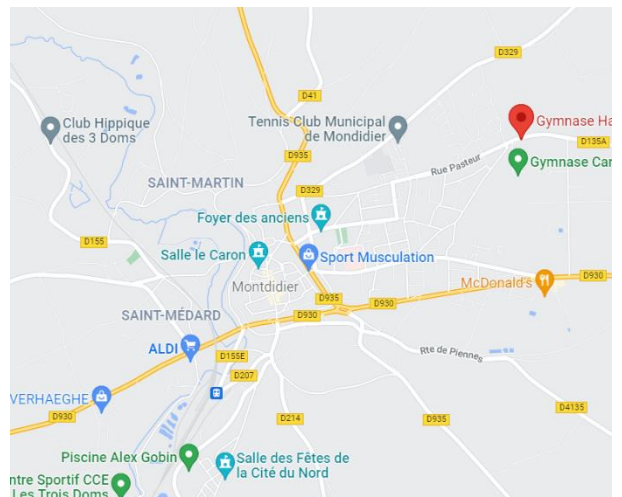 D329
D41
Club Hippique
des 3 Doms
Tennis Club Municipal
de Mondidier
Gymnase Ha
D135A
D935
Rue Pasteur
Gymnase Car
SAINT-MARTIN
D329
Foyer des anciens
D155
Salle le Caron
Sport Musculation
D930
McDonald's
Montdidier
D935
D930
SAINT-MÉDARD
D930
ALDI
D155E
Rte de Piennes
D207
VERHAEGHE
D930
D214
D935
D4135
Piscine Alex Gobin
Salle des Fêtes de
la Cité du Nord
ntre Sportif CCE
Les Trois Doms